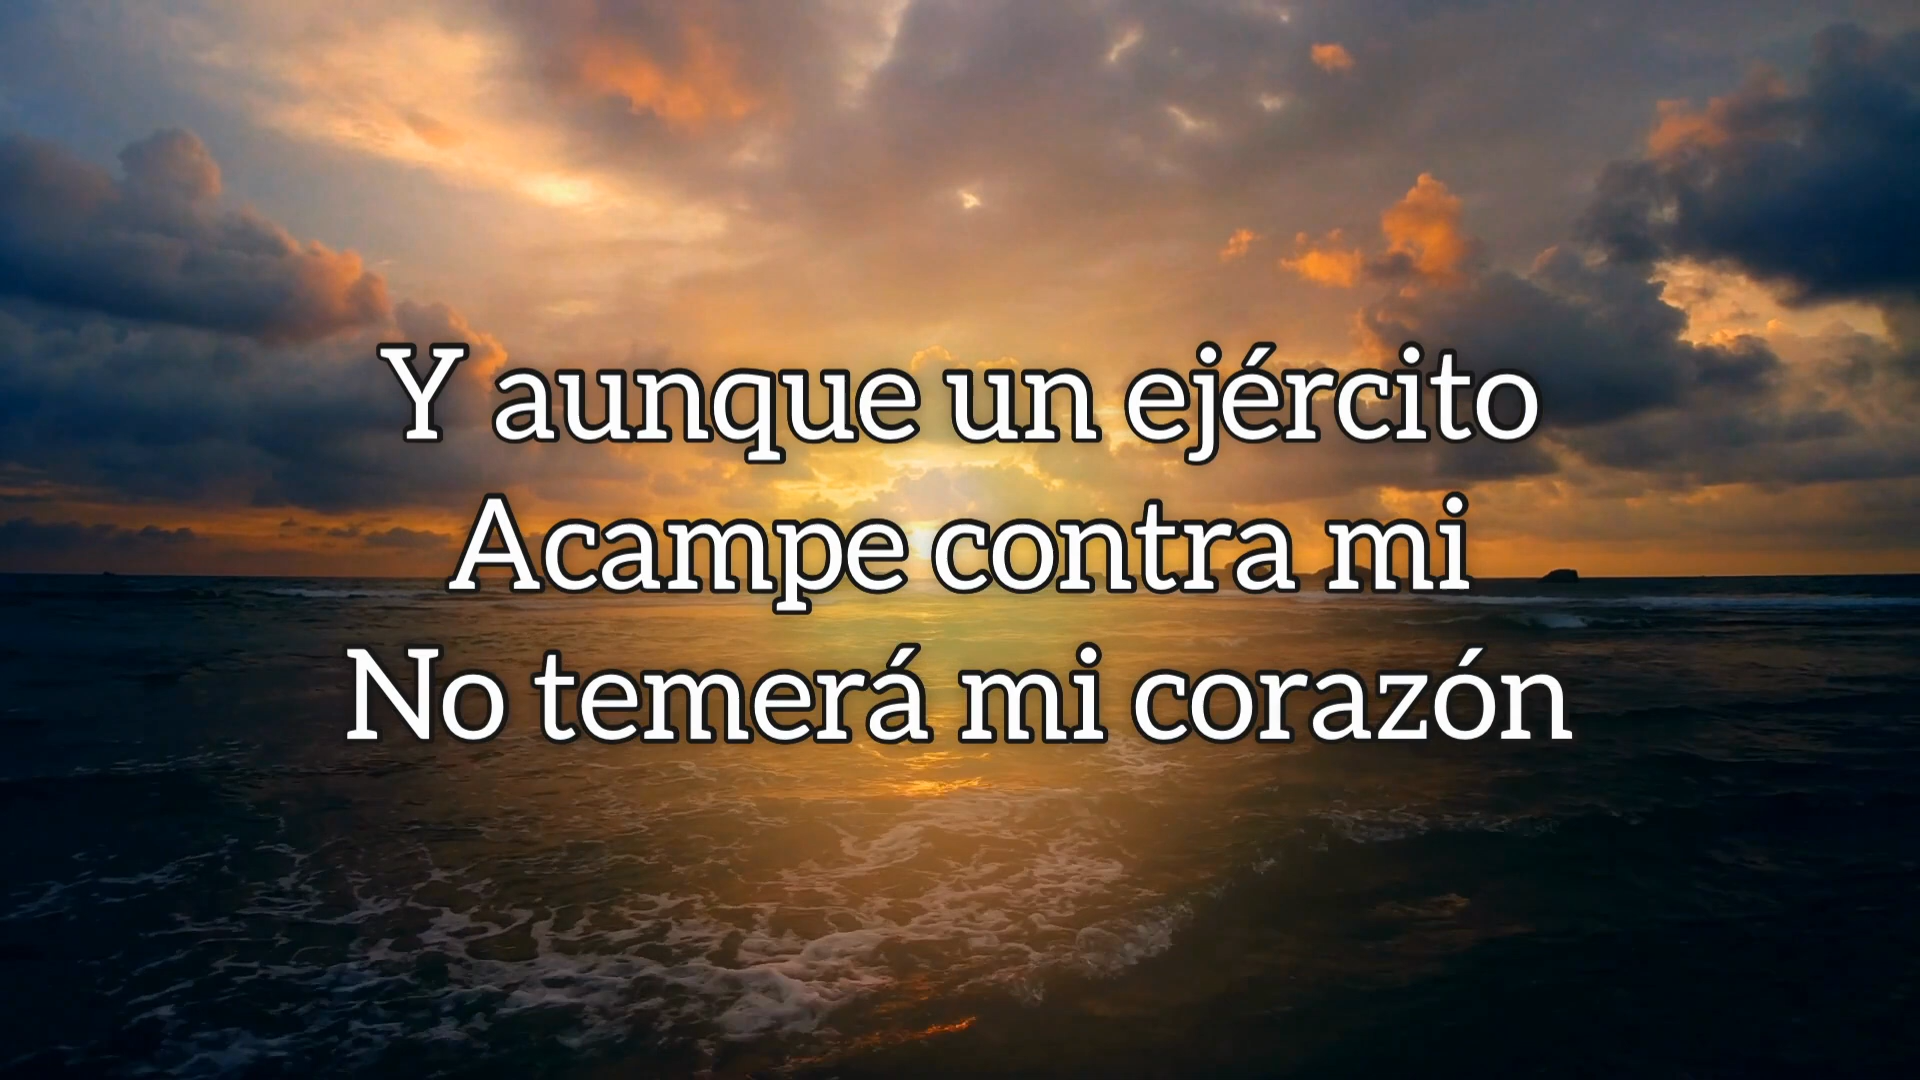 Y aunque un ejército
Acampe contra mi
No temerá mi corazón